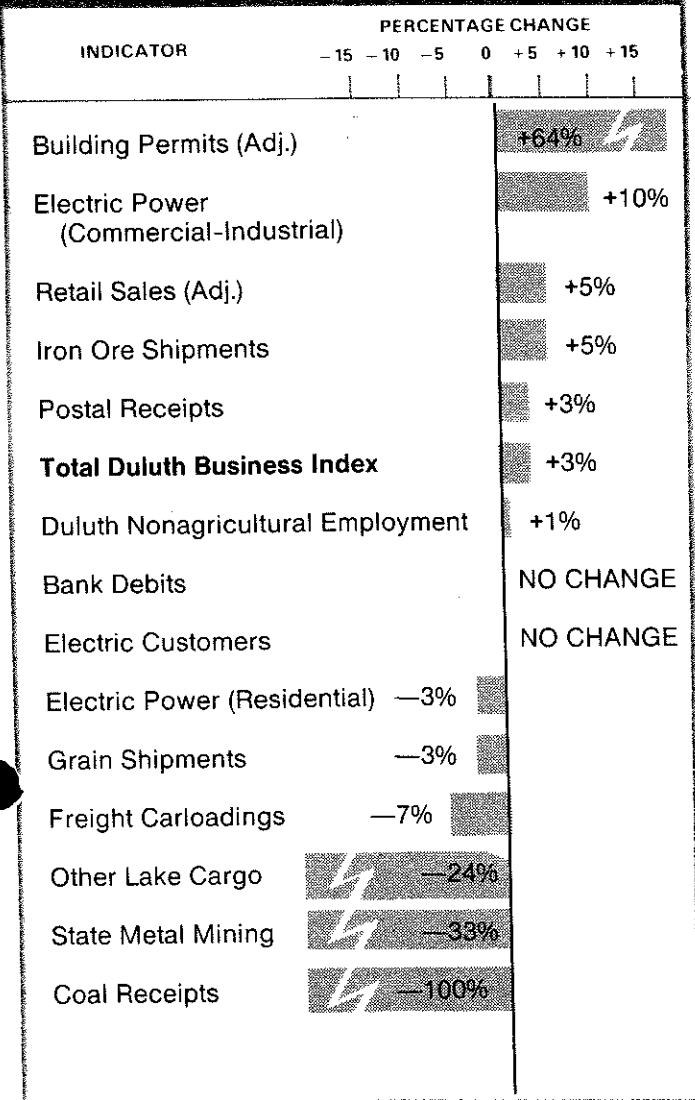 PERCENTAGE CHANGE
INDICATOR
−15 −10 −5 0 +5 +10 +15
Building Permits (Adj.) +64%
Electric Power
(Commercial-Industrial) +10%
Retail Sales (Adj.) +5%
Iron Ore Shipments +5%
Postal Receipts +3%
Total Duluth Business Index +3%
Duluth Nonagricultural Employment +1%
Bank Debits NO CHANGE
Electric Customers NO CHANGE
Electric Power (Residential) —3%
Grain Shipments —3%
Freight Carloadings —7%
Other Lake Cargo —24%
State Metal Mining —33%
Coal Receipts —100%